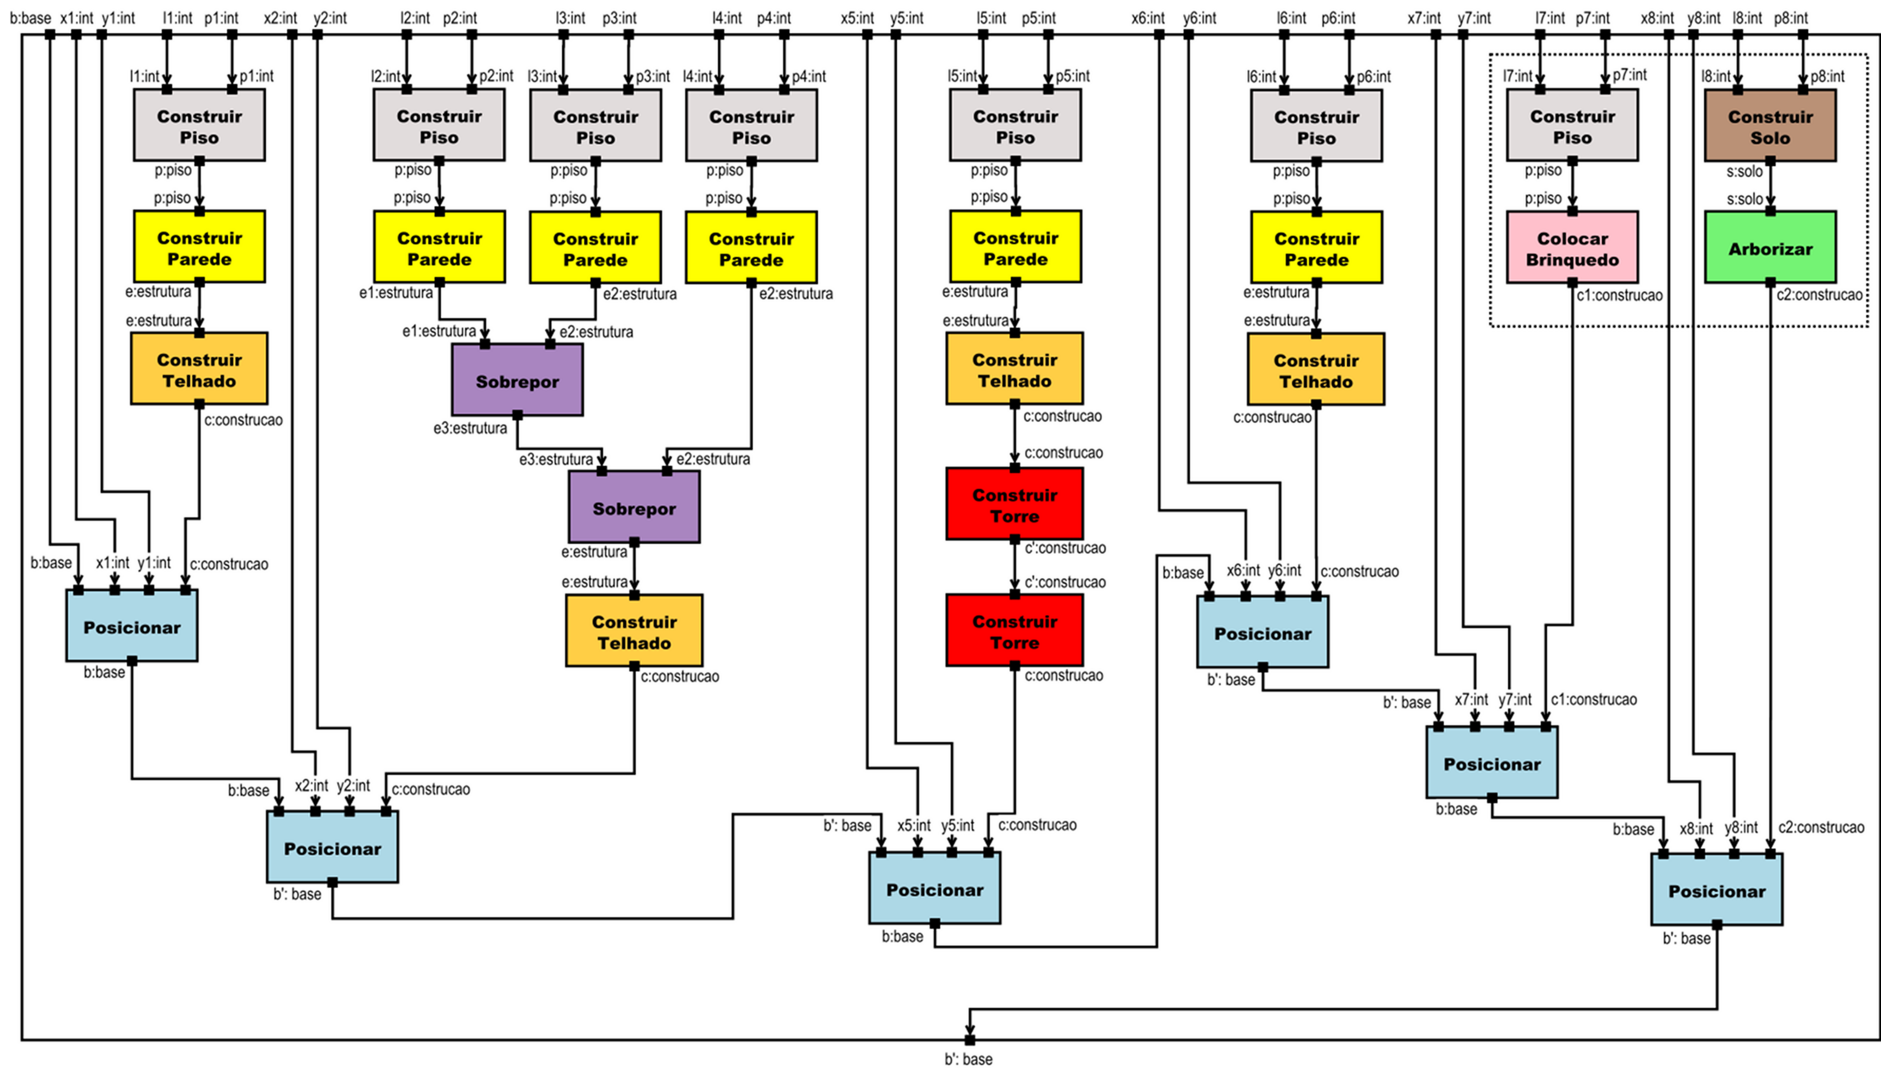 b:base x1:int y1:int l1:int p1:int x2:int y2:int l2:int p2:int l3:int p3:int l4:int p4:int x5:int y5:int l5:int p5:int x6:int y6:int l6:int p6:int x7:int y7:int l7:int p7:int x8:int y8:int l8:int p8:int
l1:int p1:int l2:int p2:int l3:int p3:int l4:int p4:int l5:int p5:int l6:int p6:int l7:int p7:int l8:int p8:int
Construir Construir Construir Construir Construir Construir Construir Construir
Piso Piso Piso Piso Piso Piso Piso Solo
p:piso p:piso p:piso p:piso p:piso p:piso p:piso s:solo
p:piso p:piso p:piso p:piso p:piso p:piso p:piso s:solo
Construir Construir Construir Construir Construir Construir Colocar Arborizar
Parede Parede Parede Parede Parede Parede Brinquedo
e:estrutura e1:estrutura e2:estrutura e2:estrutura e:estrutura e:estrutura c1:construcao c2:construcao
e:estrutura e1:estrutura e2:estrutura e:estrutura e:estrutura
Construir Sobrepor Construir Construir
Telhado Telhado Telhado
c:construcao e3:estrutura c:construcao c:construcao
e3:estrutura e2:estrutura c:construcao
Sobrepor Construir
Torre
e:estrutura c':construcao
b:base x1:int y1:int c:construcao e:estrutura c':construcao b:base x6:int y6:int c:construcao
Posicionar Construir Construir Posicionar
Telhado Torre
b:base c:construcao c:construcao b': base
b': base x7:int y7:int c1:construcao
Posicionar
b:base x2:int y2:int c:construcao b:base
b': base x5:int y5:int c:construcao b:base x8:int y8:int c2:construcao
Posicionar Posicionar Posicionar
b': base b:base b': base
b': base